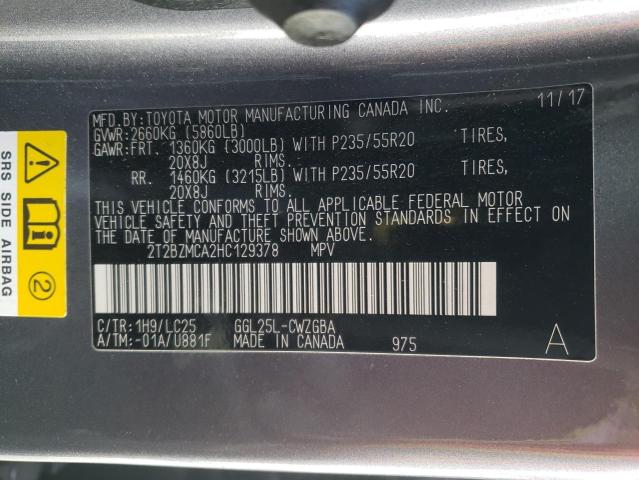 MFD.BY:TOYOTA MOTOR MANUFACTURING CANADA INC. 11/17
GVWR:2660KG (5860LB)
GAWR:FRT. 1360KG (3000LB) WITH P235/55R20 TIRES,
20X8J RIMS.
RR. 1460KG (3215LB) WITH P235/55R20 TIRES,
20X8J RIMS.
THIS VEHICLE CONFORMS TO ALL APPLICABLE FEDERAL MOTOR
VEHICLE SAFETY AND THEFT PREVENTION STANDARDS IN EFFECT ON
THE DATE OF MANUFACTURE SHOWN ABOVE.
2T2BZMCA2HC129378 MPV
C/TR:1H9/LC25 GGL25L-CWZGBA
A/TM:-01A/U881F MADE IN CANADA 975 A
SRS SIDE AIRBAG
2